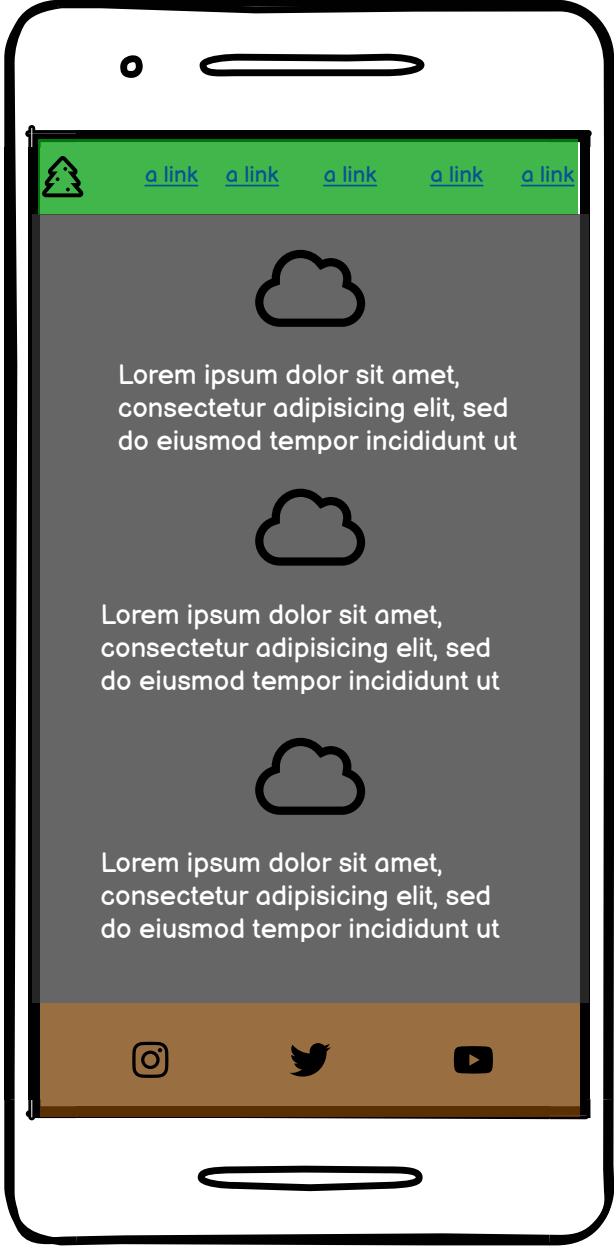 a link a link a link a link a link
Lorem ipsum dolor sit amet,
consectetur adipisicing elit, sed
do eiusmod tempor incididunt ut
Lorem ipsum dolor sit amet,
consectetur adipisicing elit, sed
do eiusmod tempor incididunt ut
Lorem ipsum dolor sit amet,
consectetur adipisicing elit, sed
do eiusmod tempor incididunt ut